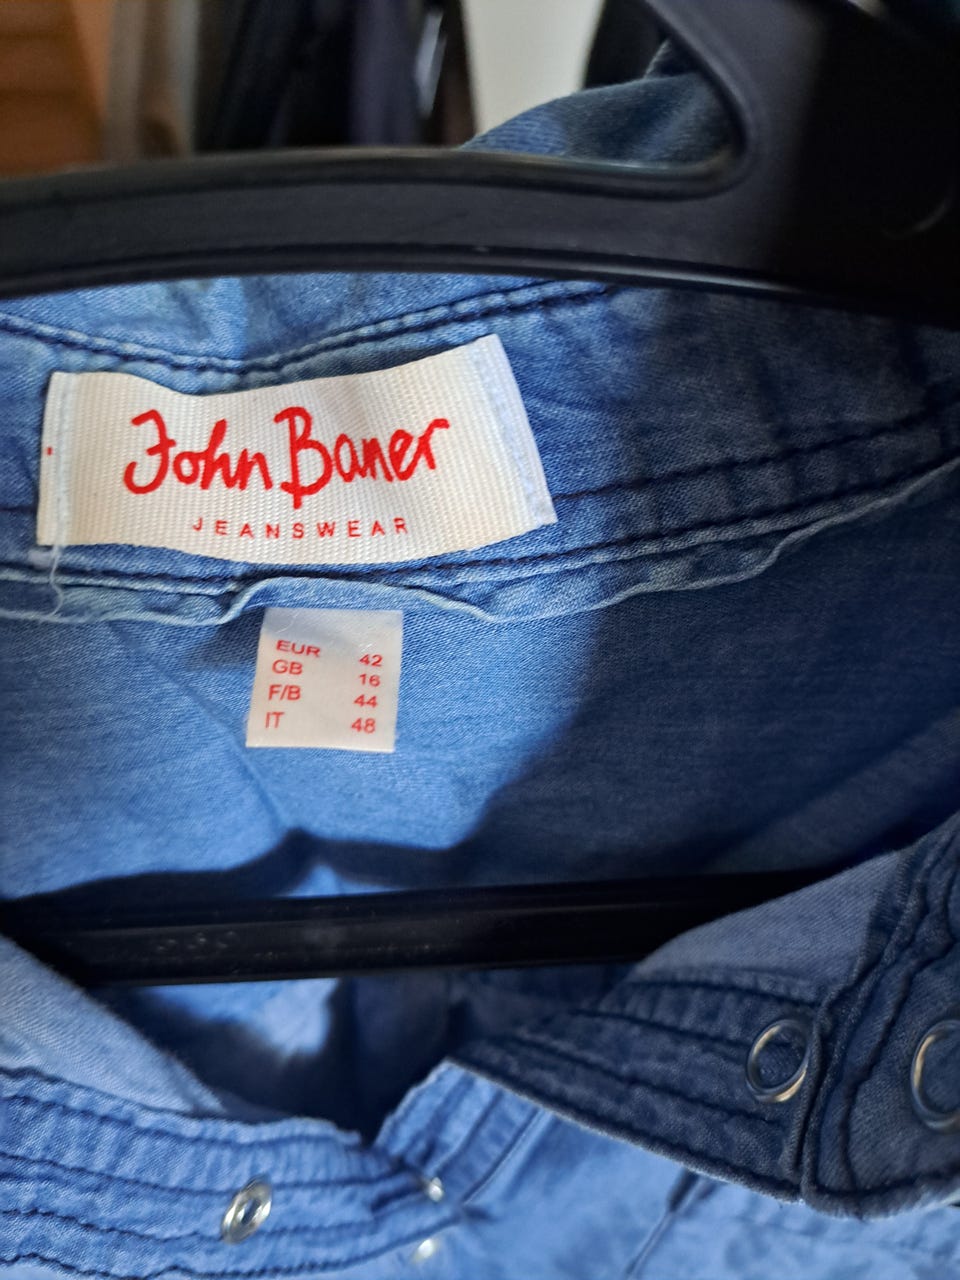 John Baner
JEANSWEAR
EUR 42
GB 16
F/B 44
IT 48